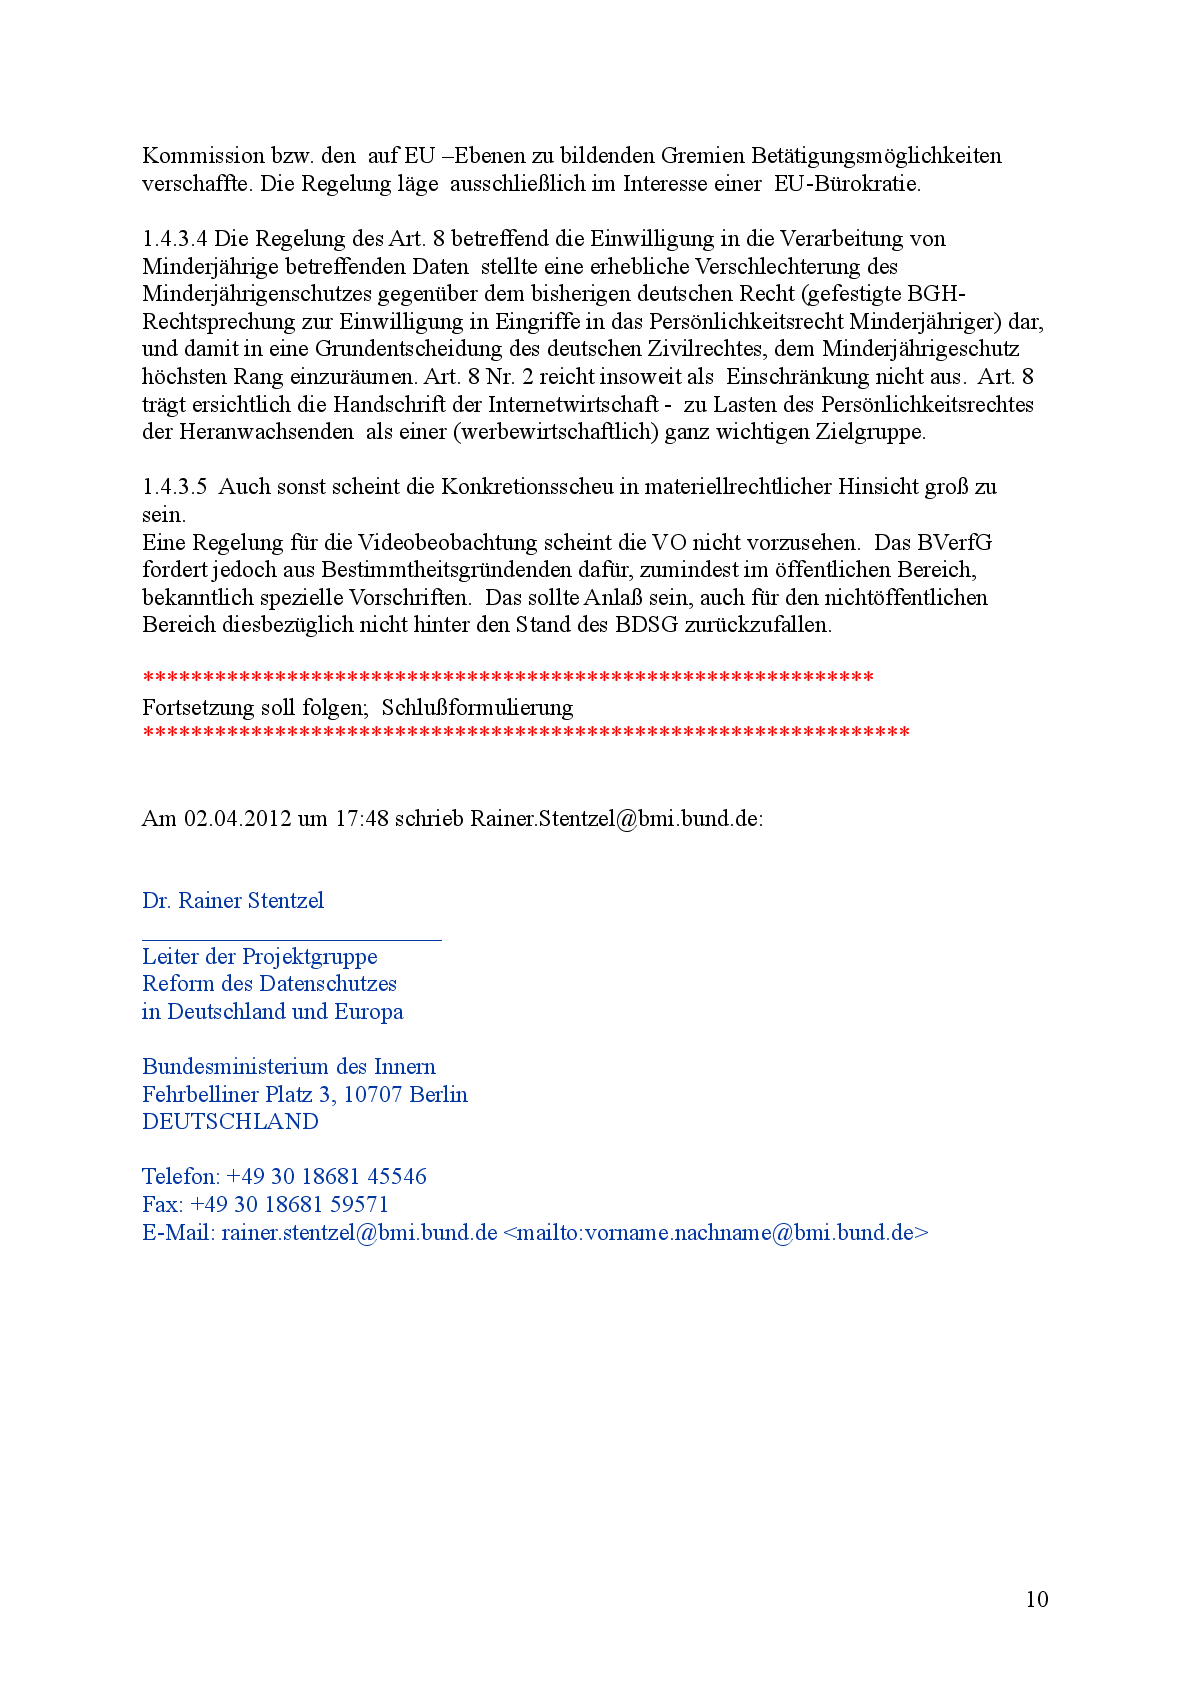 Kommission bzw. den  auf EU –Ebenen zu bildenden Gremien Betätigungsmöglichkeiten
verschaffte. Die Regelung läge  ausschließlich im Interesse einer  EU-Bürokratie.
1.4.3.4 Die Regelung des Art. 8 betreffend die Einwilligung in die Verarbeitung von
Minderjährige betreffenden Daten  stellte eine erhebliche Verschlechterung des
Minderjährigenschutzes gegenüber dem bisherigen deutschen Recht (gefestigte BGH-
Rechtsprechung zur Einwilligung in Eingriffe in das Persönlichkeitsrecht Minderjähriger) dar,
und damit in eine Grundentscheidung des deutschen Zivilrechtes, dem Minderjährigeschutz
höchsten Rang einzuräumen. Art. 8 Nr. 2 reicht insoweit als  Einschränkung nicht aus.  Art. 8
trägt ersichtlich die Handschrift der Internetwirtschaft -  zu Lasten des Persönlichkeitsrechtes
der Heranwachsenden  als einer (werbewirtschaftlich) ganz wichtigen Zielgruppe.
1.4.3.5  Auch sonst scheint die Konkretionsscheu in materiellrechtlicher Hinsicht groß zu
sein.
Eine Regelung für die Videobeobachtung scheint die VO nicht vorzusehen.  Das BVerfG
fordert jedoch aus Bestimmtheitsgründenden dafür, zumindest im öffentlichen Bereich,
bekanntlich spezielle Vorschriften.  Das sollte Anlaß sein, auch für den nichtöffentlichen
Bereich diesbezüglich nicht hinter den Stand des BDSG zurückzufallen.
*************************************************************
Fortsetzung soll folgen;  Schlußformulierung
****************************************************************
Am 02.04.2012 um 17:48 schrieb Rainer.Stentzel@bmi.bund.de:
Dr. Rainer Stentzel
_________________________
Leiter der Projektgruppe
Reform des Datenschutzes
in Deutschland und Europa
Bundesministerium des Innern
Fehrbelliner Platz 3, 10707 Berlin
DEUTSCHLAND
Telefon: +49 30 18681 45546
Fax: +49 30 18681 59571
E-Mail: rainer.stentzel@bmi.bund.de <mailto:vorname.nachname@bmi.bund.de>
10